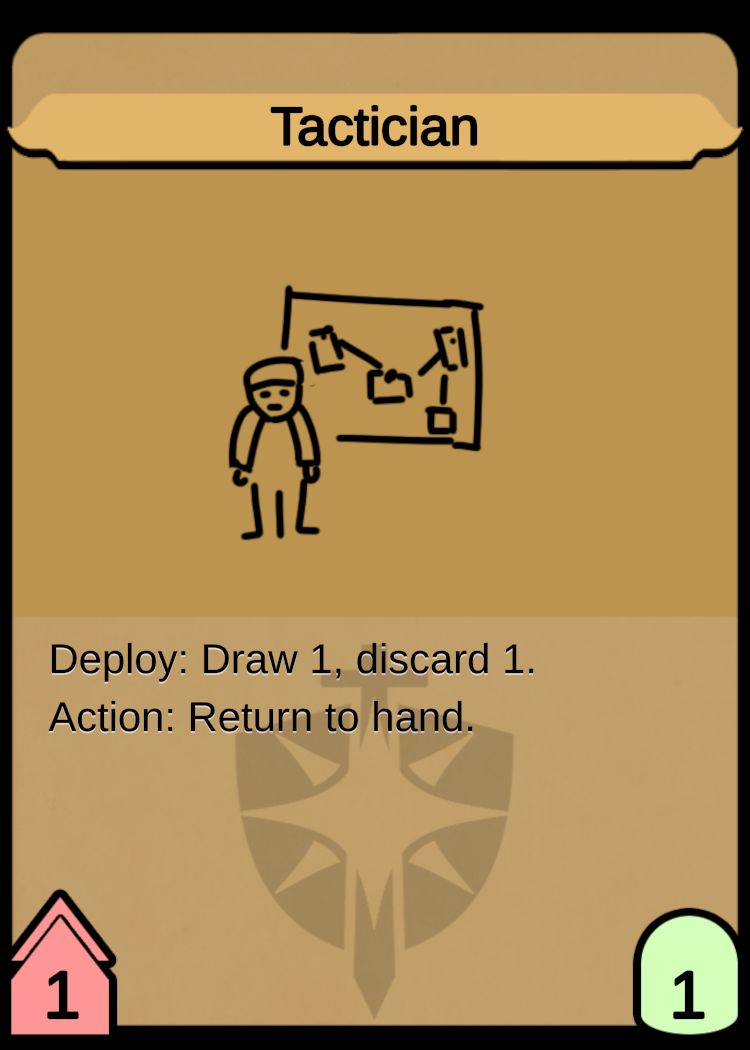 Tactician
Deploy: Draw 1, discard 1.
Action: Return to hand.
1
1